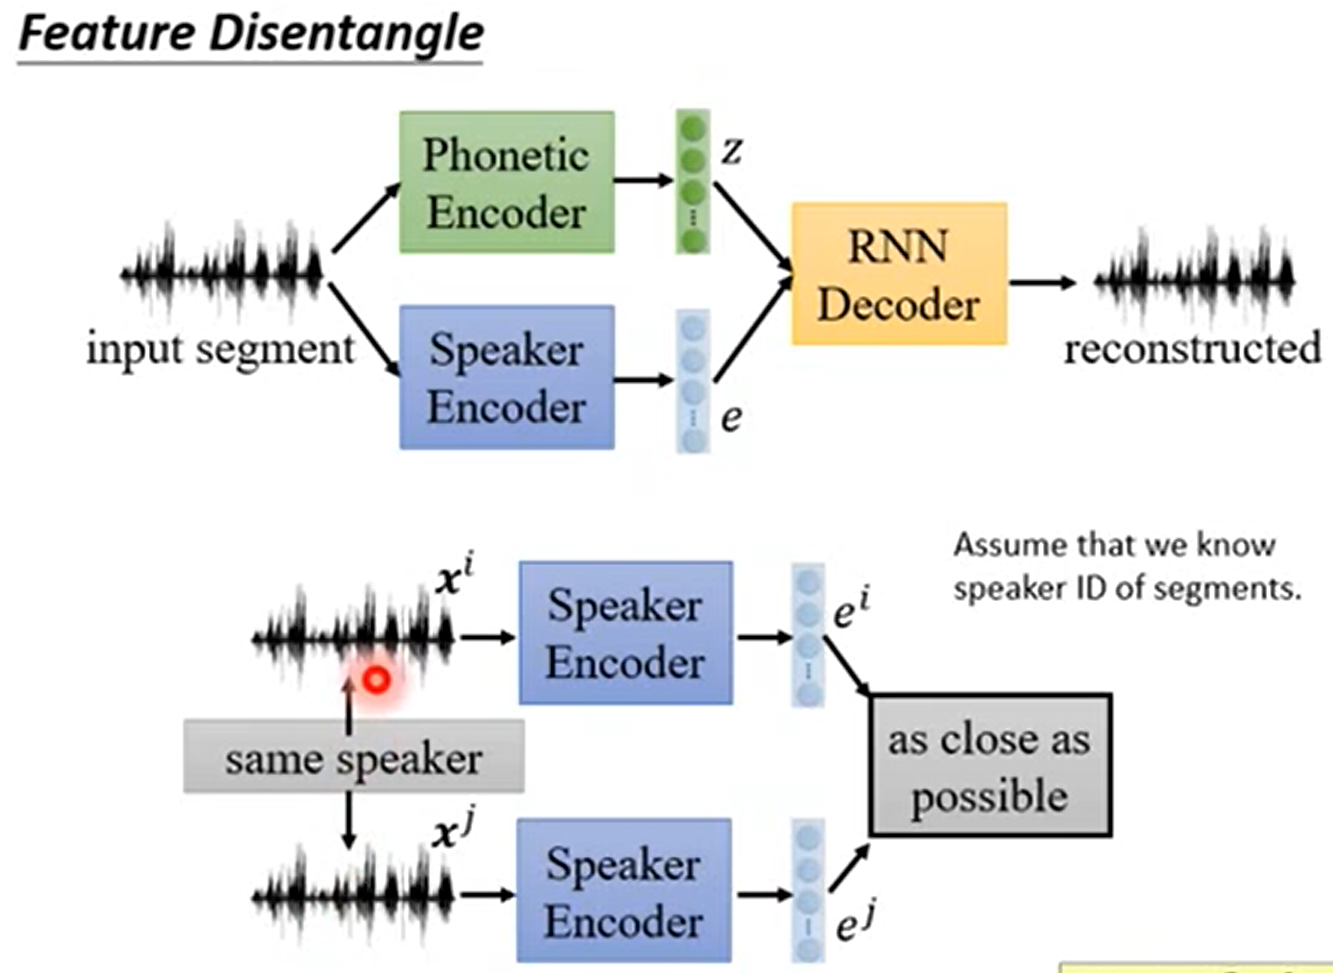 Feature Disentangle
Phonetic
Encoder
z
RNN
Decoder
input segment
reconstructed
Speaker
Encoder
e
Assume that we know
speaker ID of segments.
x^i
Speaker
Encoder
e^i
same speaker
as close as
possible
x^j
Speaker
Encoder
e^j